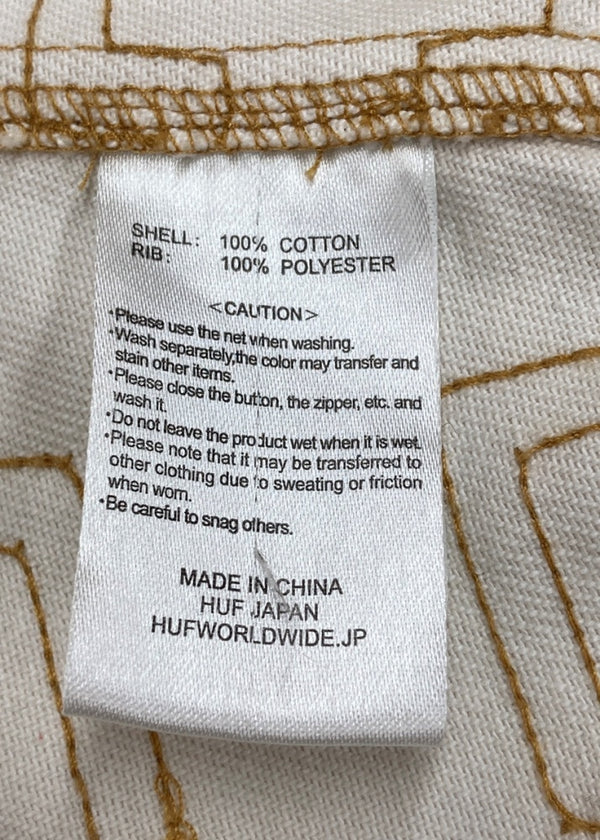 SHELL: 100% COTTON
RIB: 100% POLYESTER
<CAUTION>
•Please use the net when washing.
•Wash separately,the color may transfer and
stain other items.
•Please close the button, the zipper, etc. and
wash it.
•Do not leave the product wet when it is wet.
•Please note that it may be transferred to
other clothing due to sweating or friction
when worn.
•Be careful to snag others.
MADE IN CHINA
HUF JAPAN
HUFWORLDWIDE.JP